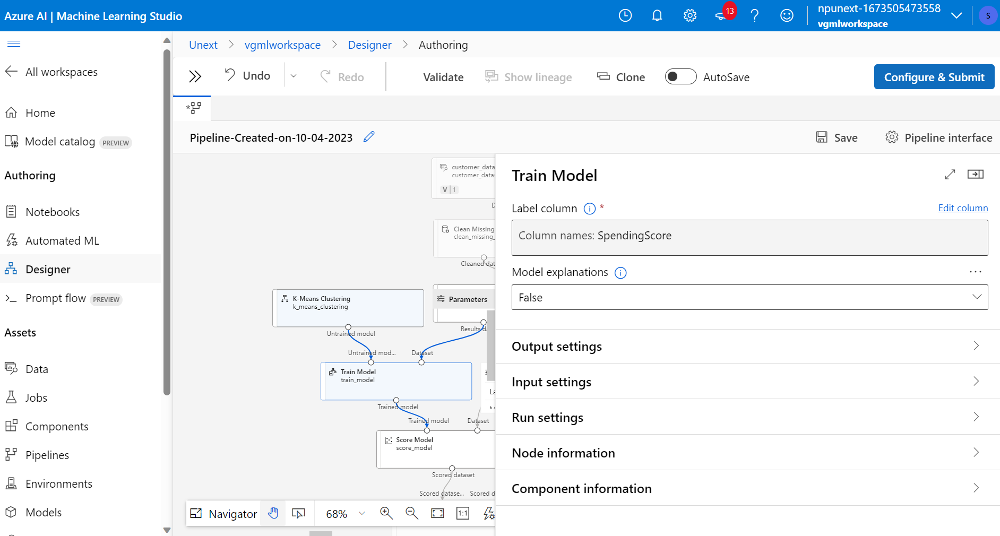 Azure AI | Machine Learning Studio
13
npunext-1673505473558
vgmlworkspace
S
All workspaces
Home
Model catalog PREVIEW
Authoring
Notebooks
Automated ML
Designer
Prompt flow PREVIEW
Assets
Data
Jobs
Components
Pipelines
Environments
Models
Unext > vgmlworkspace > Designer > Authoring
Undo
Redo
Validate
Show lineage
Clone
AutoSave
Configure & Submit
*
Pipeline-Created-on-10-04-2023
Save
Pipeline interface
customer_data
customer_datas
V | 1
D
Clean Missing
clean_missing_
Cleaned dat
K-Means Clustering
k_means_clustering
Untrained model
Parameters
Results d
Untrained mod...
Dataset
Train Model
train_model
La
Trained model
Trained model
Dataset
Score Model
score_model
Scored dataset
Scored datase...
Scored d
Navigator
68%
1:1
Train Model
Label column *
Edit column
Column names: SpendingScore
Model explanations
...
False
Output settings
Input settings
Run settings
Node information
Component information